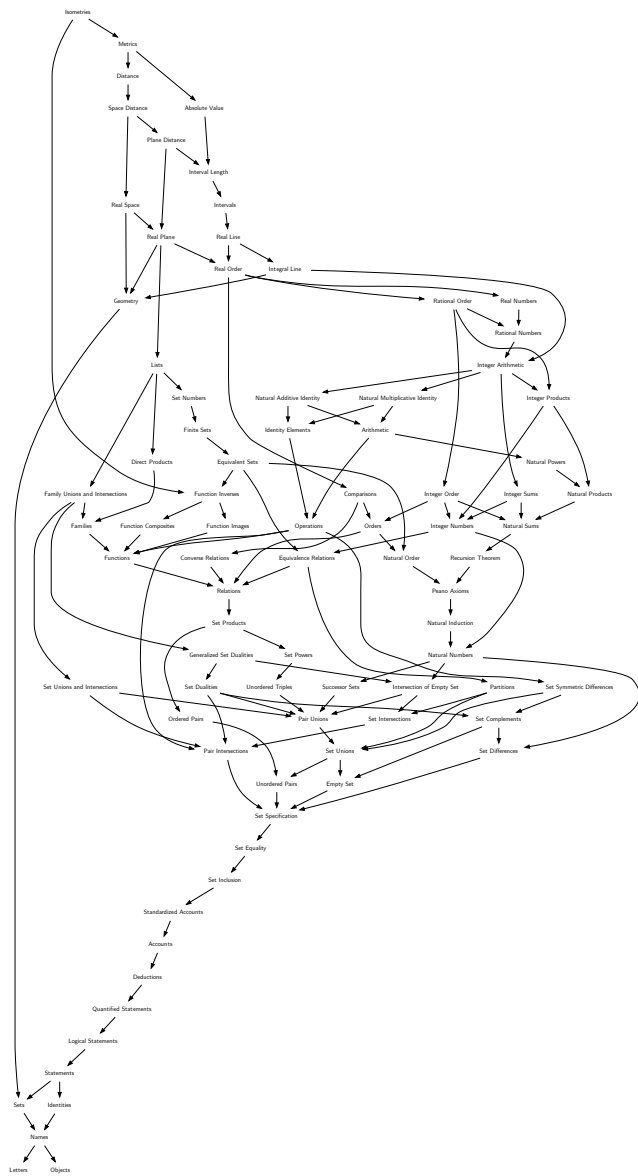 Isometries
Metrics
Distance
Space Distance Absolute Value
Plane Distance
Interval Length
Real Space Intervals
Real Plane Real Line
Real Order Integral Line
Geometry Rational Order Real Numbers
Rational Numbers
Lists Integer Arithmetic
Set Numbers Natural Additive Identity Natural Multiplicative Identity Integer Products
Finite Sets Identity Elements Arithmetic
Direct Products Equivalent Sets Natural Powers
Family Unions and Intersections Function Inverses Comparisons Integer Order Integer Sums Natural Products
Families Function Composites Function Images Operations Orders Integer Numbers Natural Sums
Functions Converse Relations Equivalence Relations Natural Order Recursion Theorem
Relations Peano Axioms
Set Products Natural Induction
Generalized Set Dualities Set Powers Natural Numbers
Set Unions and Intersections Set Dualities Unordered Triples Successor Sets Intersection of Empty Set Partitions Set Symmetric Differences
Ordered Pairs Pair Unions Set Intersections Set Complements
Pair Intersections Set Unions Set Differences
Unordered Pairs Empty Set
Set Specification
Set Equality
Set Inclusion
Standardized Accounts
Accounts
Deductions
Quantified Statements
Logical Statements
Statements
Sets Identities
Names
Letters Objects